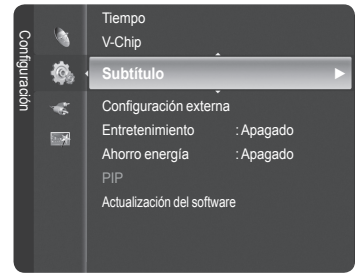 Configuración
Tiempo
V-Chip
Subtítulo
Configuración externa
Entretenimiento : Apagado
Ahorro energía : Apagado
PIP
Actualización del software